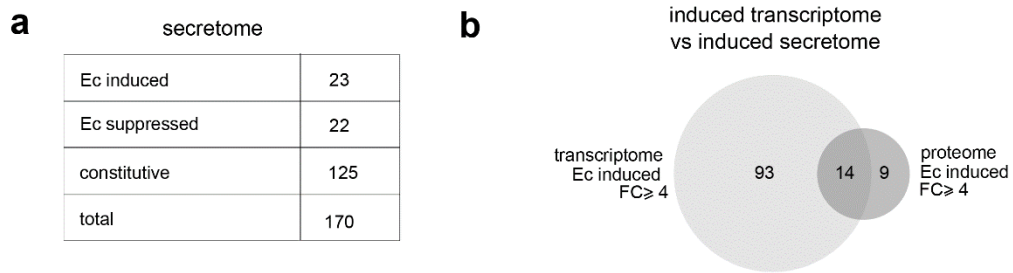 a
secretome
Ec induced 23
Ec suppressed 22
constitutive 125
total 170
b
induced transcriptome
vs induced secretome
transcriptome
Ec induced
FC⩾ 4
93
14
9
proteome
Ec induced
FC⩾ 4